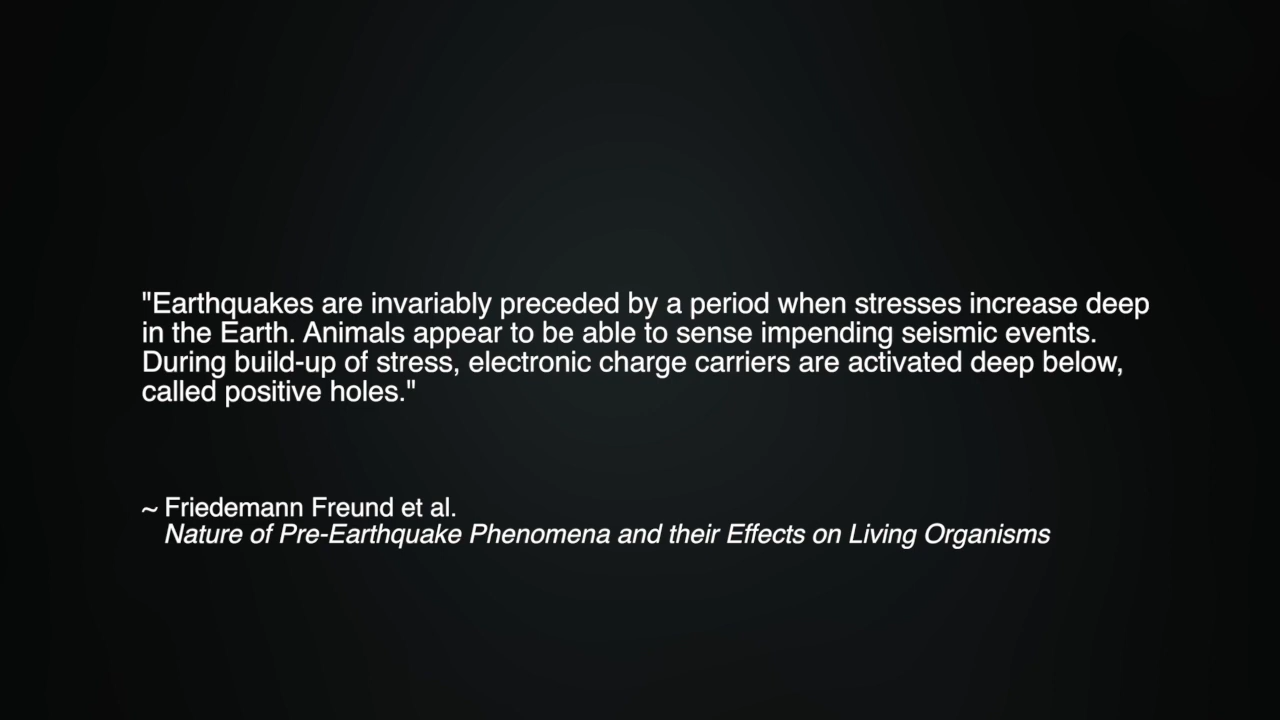 "Earthquakes are invariably preceded by a period when stresses increase deep
in the Earth. Animals appear to be able to sense impending seismic events.
During build-up of stress, electronic charge carriers are activated deep below,
called positive holes."
~ Friedemann Freund et al.
Nature of Pre-Earthquake Phenomena and their Effects on Living Organisms